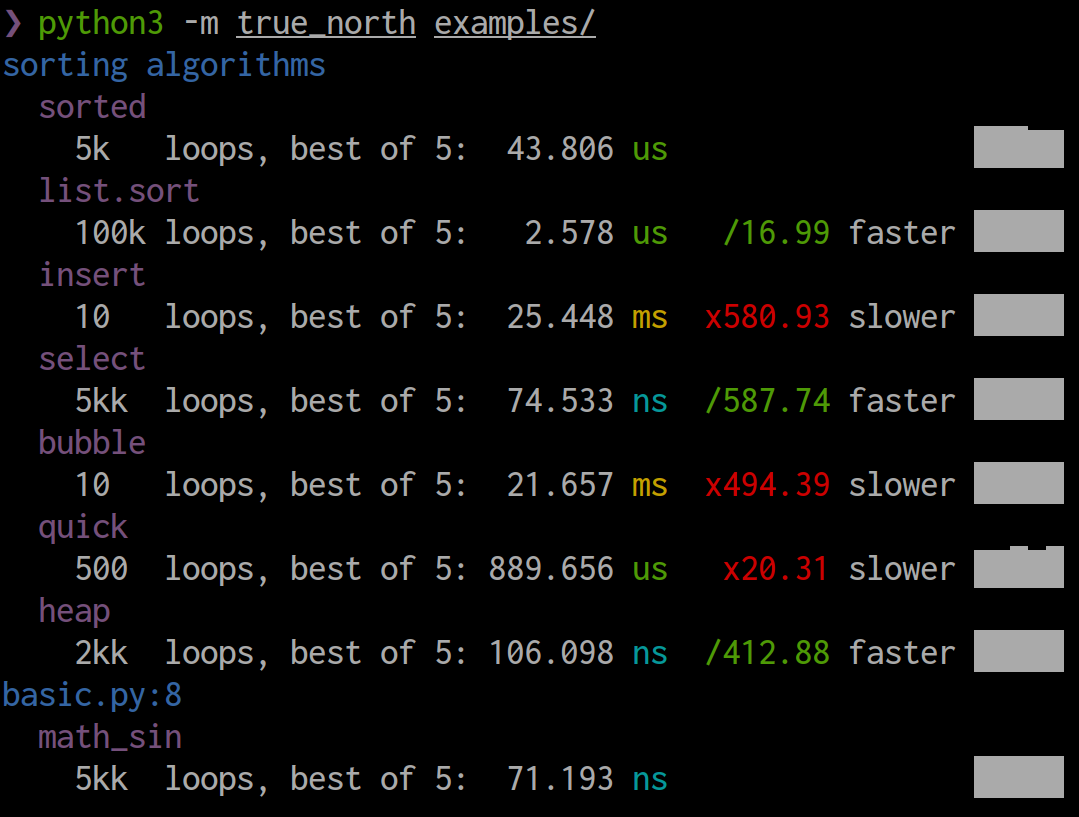 ❯ python3 -m true_north examples/
sorting algorithms
  sorted
    5k   loops, best of 5:  43.806 us
  list.sort
    100k loops, best of 5:   2.578 us   /16.99 faster
  insert
    10   loops, best of 5:  25.448 ms  x580.93 slower
  select
    5kk  loops, best of 5:  74.533 ns  /587.74 faster
  bubble
    10   loops, best of 5:  21.657 ms  x494.39 slower
  quick
    500  loops, best of 5: 889.656 us   x20.31 slower
  heap
    2kk  loops, best of 5: 106.098 ns  /412.88 faster
basic.py:8
  math_sin
    5kk  loops, best of 5:  71.193 ns